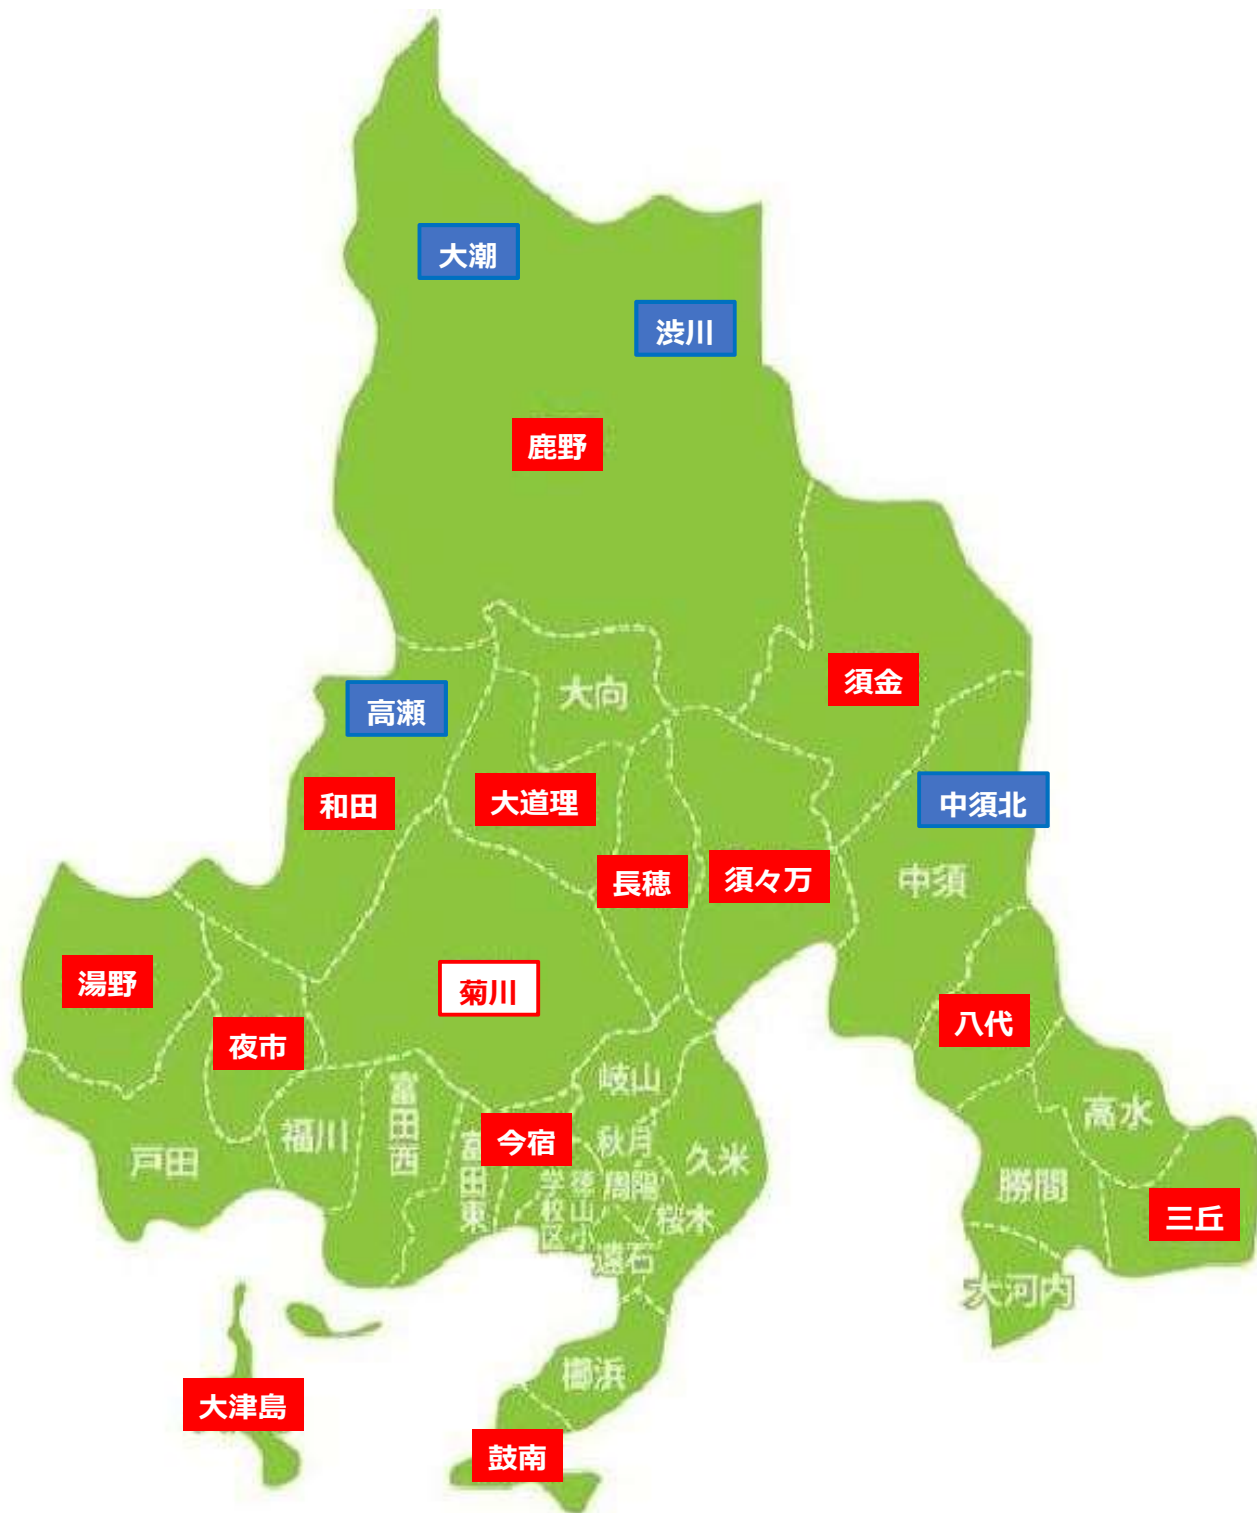 大潮
渋川
鹿野
須金
大向
高瀬
中須北
大道理
和田
長穂
須々万
中須
湯野
菊川
八代
夜市
岐山
富田西
高水
福川
今宿
秋月
久米
戸田
富田東
徳山小
学校区
周陽
勝間
桜木
三丘
遠石
大河内
櫛浜
大津島
鼓南